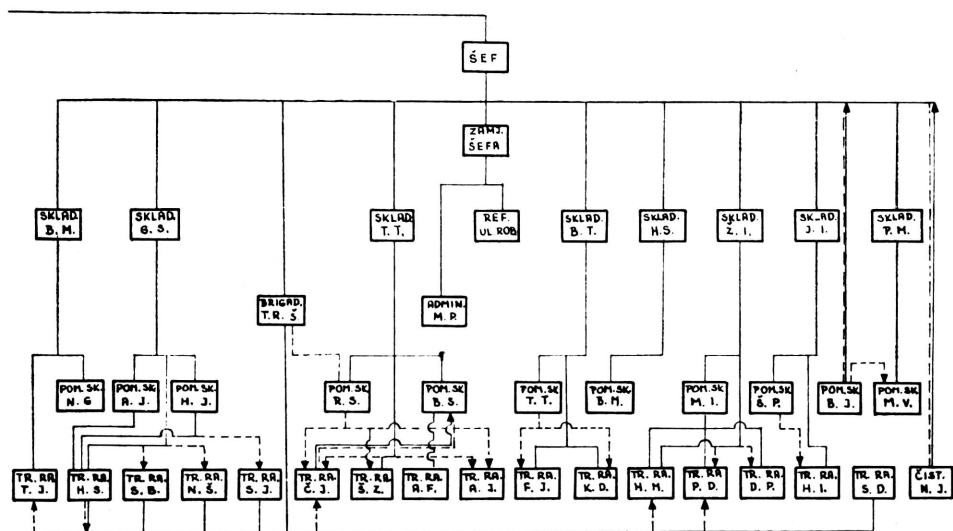 ŠEF
ZAMJ.
ŠEFA
SKLAD.
B. M.
SKLAD.
G. S.
SKLAD.
T. T.
REF.
UL ROB
SKLAD.
B. T.
SKLAD.
H. S.
SKLAD.
Z. I.
SKLAD.
J. I.
SKLAD.
P. M.
BRIGAD.
T. R. Š.
ADMIN.
M. P.
POM. SK.
N. G
POM. SK.
A. J.
POM. SK.
H. J.
POM. SK.
R. S.
POM. SK.
B. S.
POM. SK.
T. T.
POM. SK.
B. M.
POM. SK
M. I.
POM. SK.
Š. P.
POM. SK.
B. J.
POM. SK.
M. V.
TR. RA.
T. J.
TR. RA.
H. S.
TR. RA.
S. B.
TR. RA.
N. Š.
TR. RA.
S. J.
TR. RA.
Č. J.
TR. RA.
Š. Z.
TR. RA.
A. F.
TR. RA.
A. J.
TR. RA.
F. J.
TR. RA.
K. D.
TR. RA.
H. M.
TR. RA.
P. D.
TR. RA.
D. P.
TR. RA.
H. I.
TR. RA.
S. D.
ČIST.
N. J.